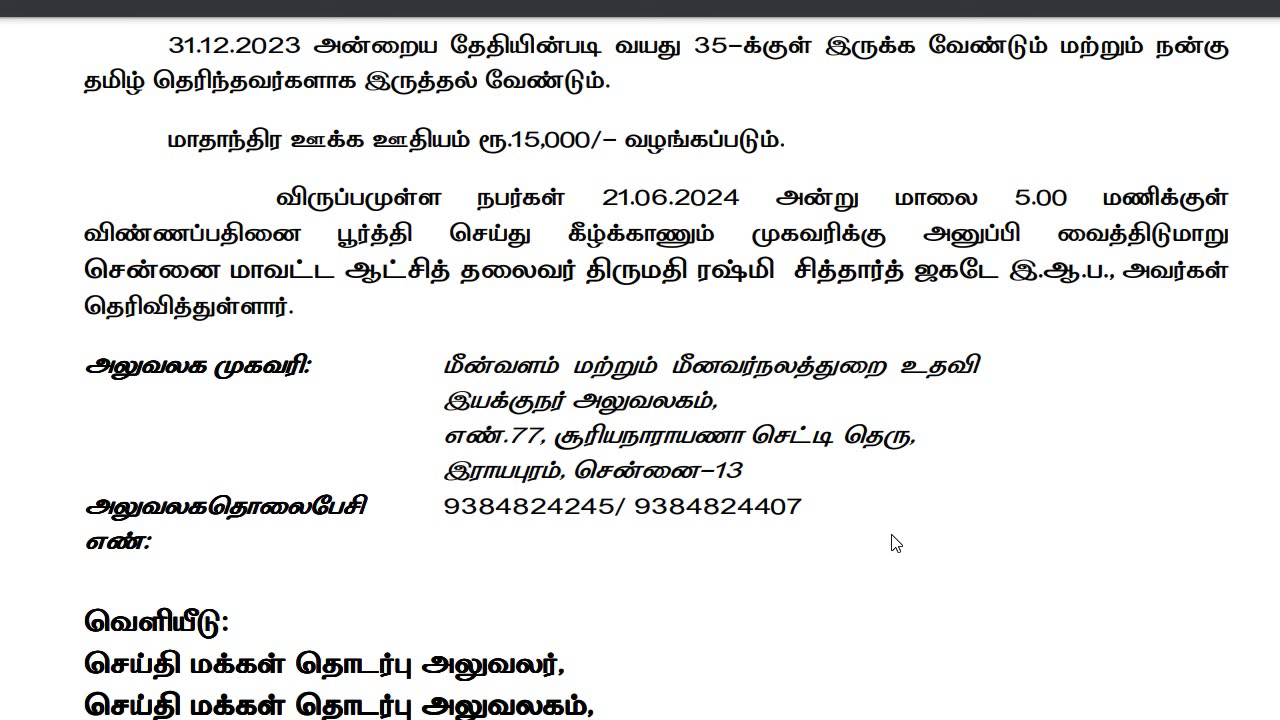 31.12.2023 அன்றைய தேதியின்படி வயது 35-க்குள் இருக்க வேண்டும் மற்றும் நன்கு
தமிழ் தெரிந்தவர்களாக இருத்தல் வேண்டும்.
மாதாந்திர ஊக்க ஊதியம் ரூ.15,000/- வழங்கப்படும்.
விருப்பமுள்ள நபர்கள் 21.06.2024 அன்று மாலை 5.00 மணிக்குள்
விண்ணப்பதினை பூர்த்தி செய்து கீழ்க்காணும் முகவரிக்கு அனுப்பி வைத்திடுமாறு
சென்னை மாவட்ட ஆட்சித் தலைவர் திருமதி ரஷ்மி சித்தார்த் ஜகடே இ.ஆ.ப., அவர்கள்
தெரிவித்துள்ளார்.
அலுவலக முகவரி: மீன்வளம் மற்றும் மீனவர்நலத்துறை உதவி
இயக்குநர் அலுவலகம்,
எண்.77, சூரியநாராயணா செட்டி தெரு,
இராயபுரம், சென்னை-13
அலுவலகதொலைபேசி 9384824245/ 9384824407
எண்:
வெளியீடு:
செய்தி மக்கள் தொடர்பு அலுவலர்,
செய்தி மக்கள் தொடர்பு அலுவலகம்,